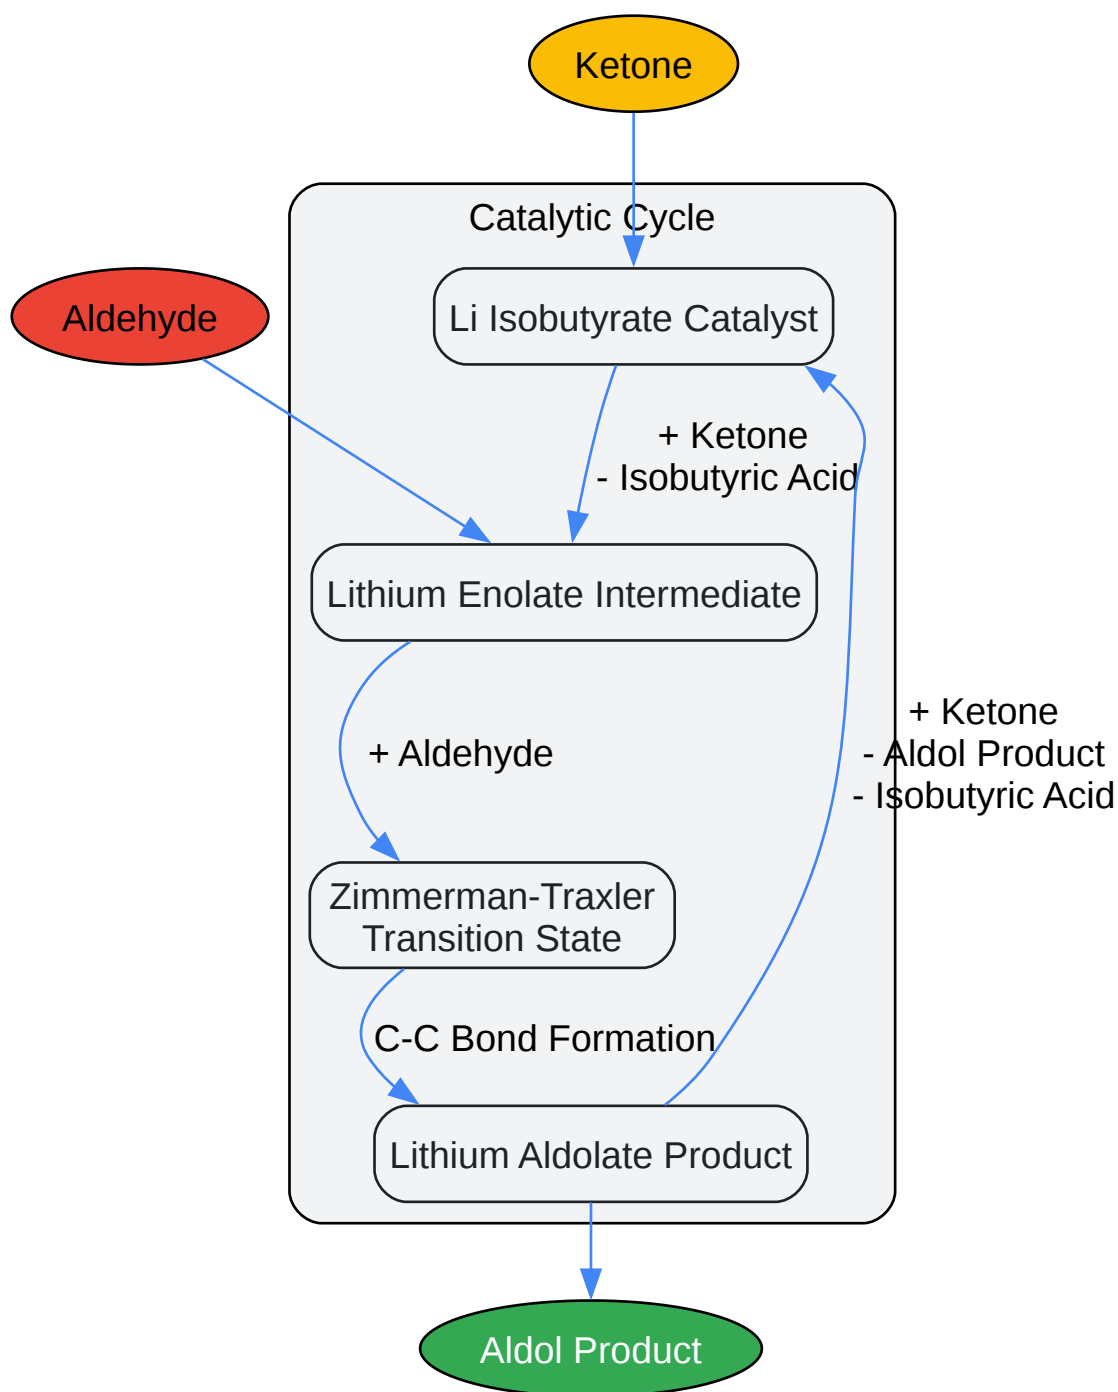 Ketone
Catalytic Cycle
Aldehyde
Li Isobutyrate Catalyst
+ Ketone
- Isobutyric Acid
Lithium Enolate Intermediate
+ Aldehyde
+ Ketone
- Aldol Product
- Isobutyric Acid
Zimmerman-Traxler
Transition State
C-C Bond Formation
Lithium Aldolate Product
Aldol Product